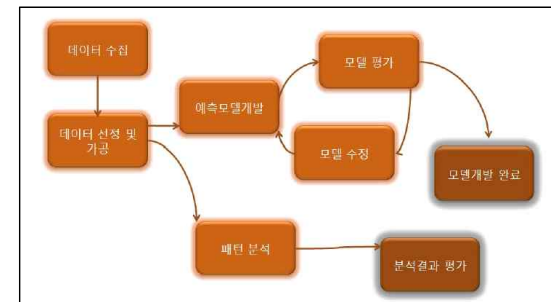 데이터 수집
모델 평가
예측모델개발
데이터 선정 및
가공
모델 수정
모델개발 완료
패턴 분석
분석결과 평가